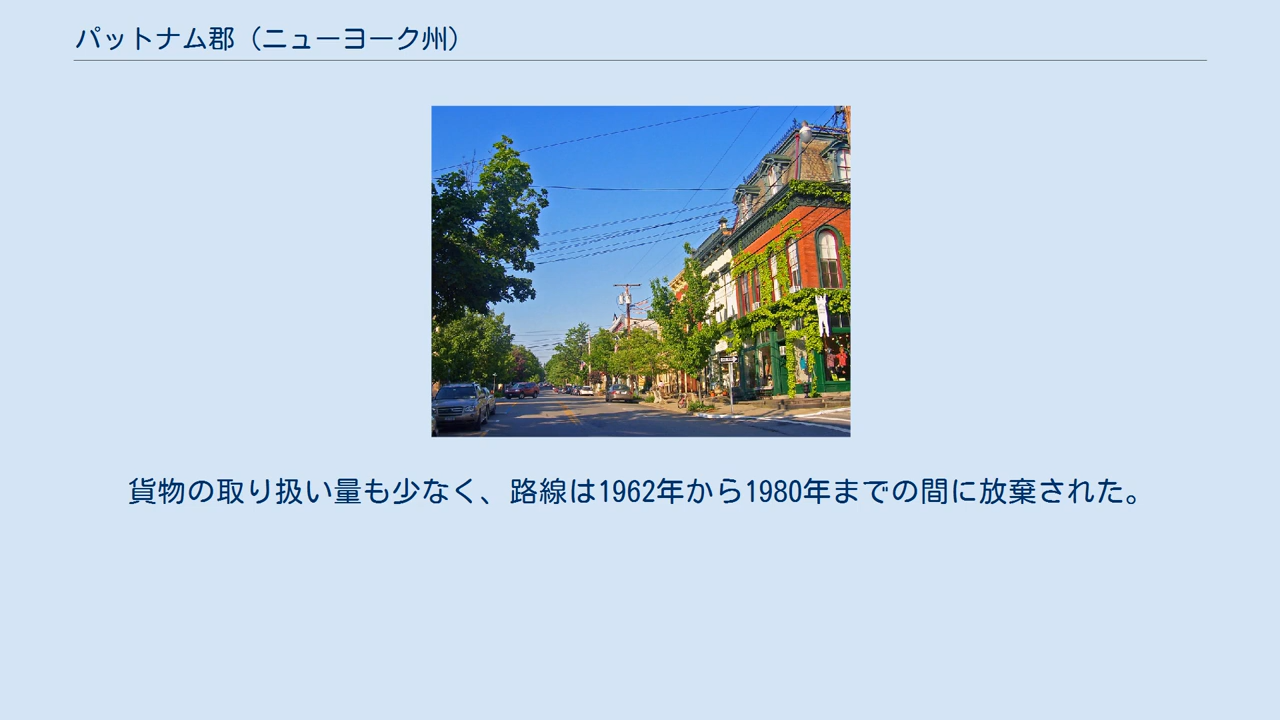 パットナム郡（ニューヨーク州）
貨物の取り扱い量も少なく、路線は1962年から1980年までの間に放棄された。